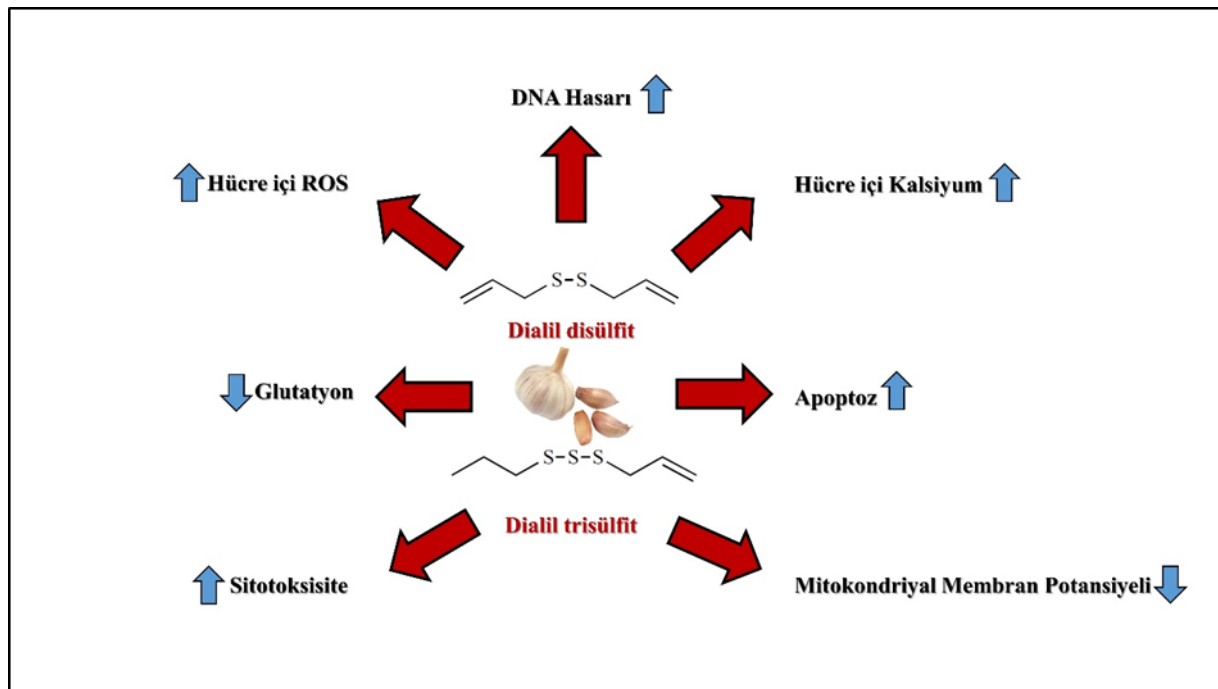 DNA Hasarı
Hücre içi ROS
Hücre içi Kalsiyum
S-S
Dialil disülfit
Glutatyon
Apoptoz
S-S-S
Dialil trisülfit
Sitotoksisite
Mitokondriyal Membran Potansiyeli